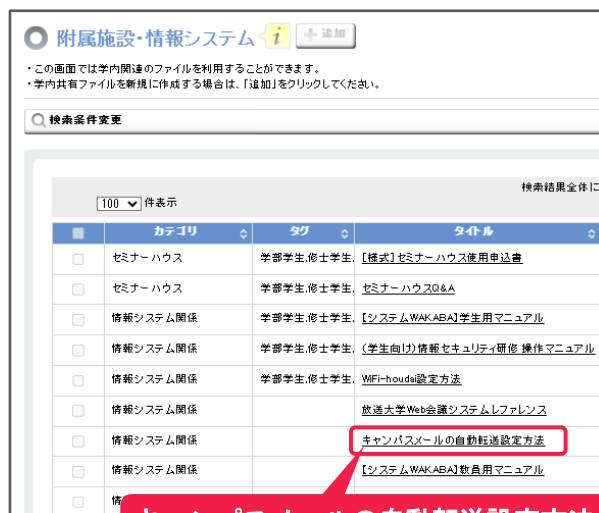 附属施設・情報システム i 追加
・この画面では学内関連のファイルを利用することができます。
・学内共有ファイルを新規に作成する場合は、「追加」をクリックしてください。
検索条件変更
検索結果全体に
100 件表示
カテゴリ タグ タイトル
セミナーハウス 学部学生,修士学生, [様式]セミナーハウス使用申込書
セミナーハウス 学部学生,修士学生, セミナーハウスQ&A
情報システム関係 学部学生,修士学生, 【システムWAKABA】学生用マニュアル
情報システム関係 学部学生,修士学生, (学生向け)情報セキュリティ研修 操作マニュアル
情報システム関係 学部学生,修士学生, WiFi-houdai設定方法
情報システム関係 放送大学Web会議システムレファレンス
情報システム関係 キャンパスメールの自動転送設定方法
情報システム関係 【システムWAKABA】教員用マニュアル